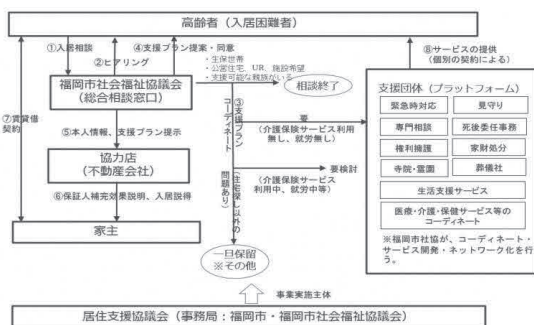 高齢者（入居困難者）
①入居相談
②ヒアリング
④支援プラン提案・同意
・生保世帯
・公営住宅、UR、施設希望
・支援可能な親族がいる
相談終了
⑧サービスの提供
（個別の契約による）
福岡市社会福祉協議会
（総合相談窓口）
⑦賃貸借
契約
③支援プラン
コーディネート
要
（介護保険サービス利用
無し、就労無し）
⑤本人情報、支援プラン提示
協力店
（不動産会社）
要検討
（介護保険サービス
利用中、就労中等）
（住宅探し以外の
問題あり）
⑥保証人補完効果説明、入居説得
家主
一旦保留
※その他
支援団体（プラットフォーム）
緊急時対応
見守り
専門相談
死後委任事務
権利擁護
家財処分
寺院・霊園
葬儀社
生活支援サービス
医療・介護・保健サービス等の
コーディネート
※福岡市社協が、コーディネート・
サービス開発・ネットワーク化を行
う。
事業実施主体
居住支援協議会（事務局：福岡市・福岡市社会福祉協議会）